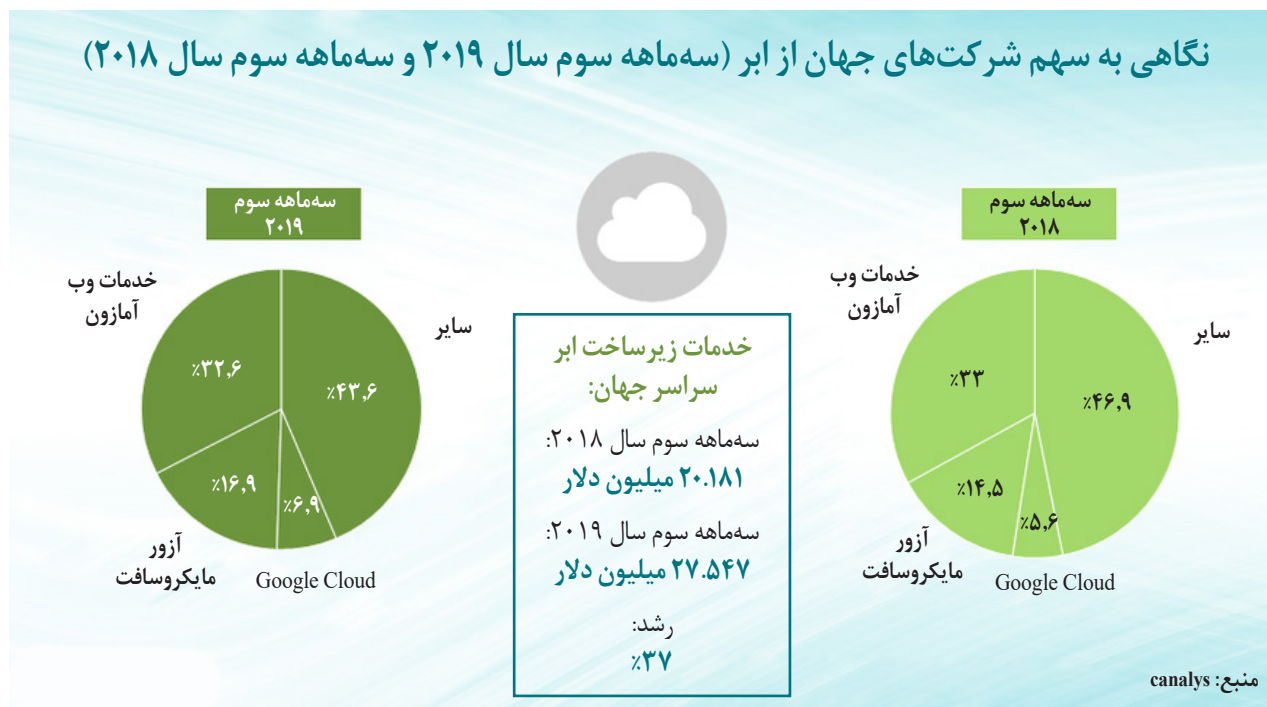 نگاهی به سهم شرکت‌های جهان از ابر (سه‌ماهه سوم سال ۲۰۱۹ و سه‌ماهه سوم سال ۲۰۱۸)
سه‌ماهه سوم
۲۰۱۸
خدمات وب
آمازون
سایر
٪۳۳
٪۴۶,۹
٪۱۴,۵
٪۵,۶
آزور
مایکروسافت
Google Cloud
خدمات زیرساخت ابر
سراسر جهان:
سه‌ماهه سوم سال ۲۰۱۸:
۲۰.۱۸۱ میلیون دلار
سه‌ماهه سوم سال ۲۰۱۹:
۲۷.۵۴۷ میلیون دلار
رشد:
٪۳۷
سه‌ماهه سوم
۲۰۱۹
خدمات وب
آمازون
سایر
٪۳۲,۶
٪۴۳,۶
٪۱۶,۹
٪۶,۹
آزور
مایکروسافت
Google Cloud
منبع: canalys